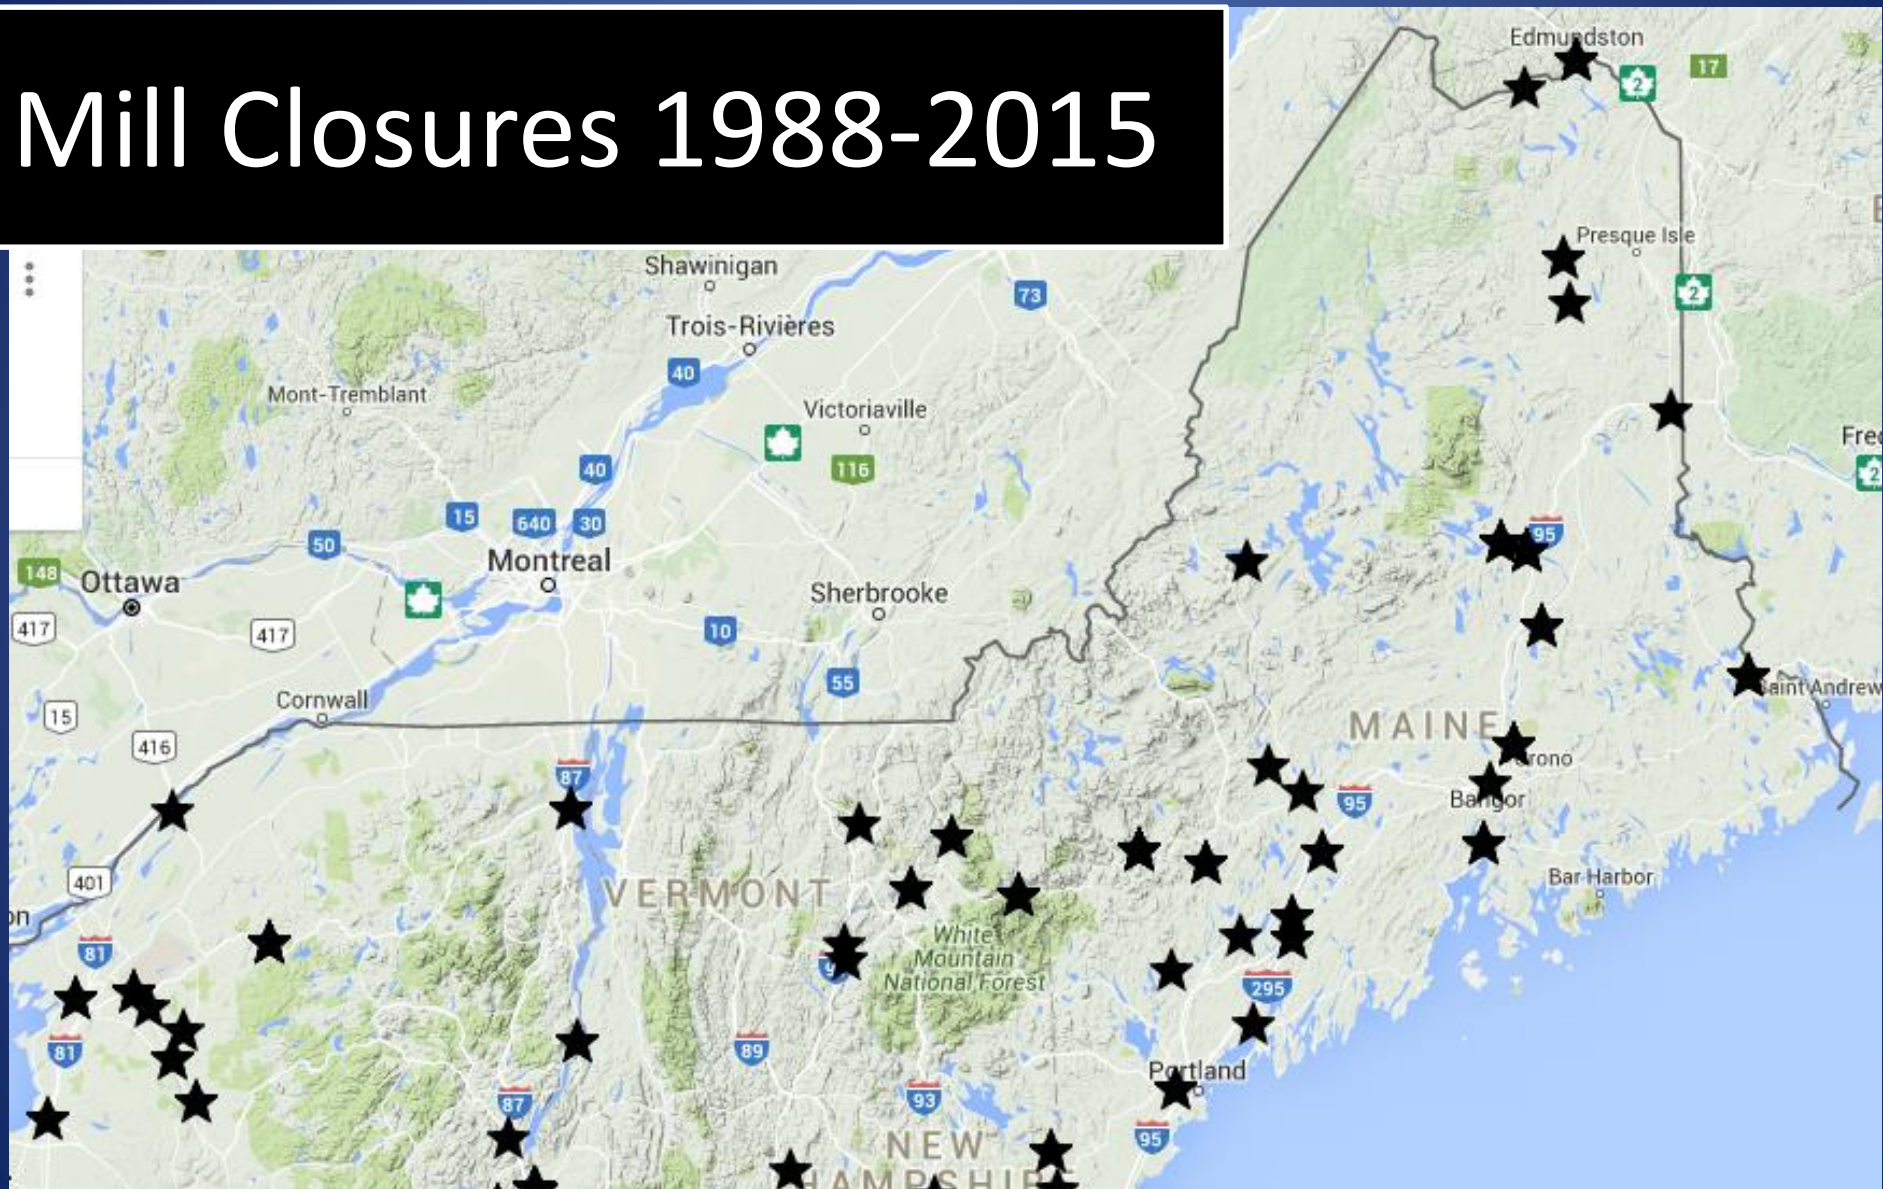 Mill Closures 1988-2015
Edmundston
2
17
Presque Isle
2
Shawinigan
73
Trois-Rivières
40
Mont-Tremblant
Victoriaville
116
40
15
640
30
50
Montreal
95
148
Ottawa
Sherbrooke
417
417
10
55
Cornwall
15
416
MAINE
87
95
Bangor
401
VERMONT
Bar Harbor
White
Mountain
National Forest
81
295
81
89
Portland
87
93
95
NEW
HAMPSHIRE